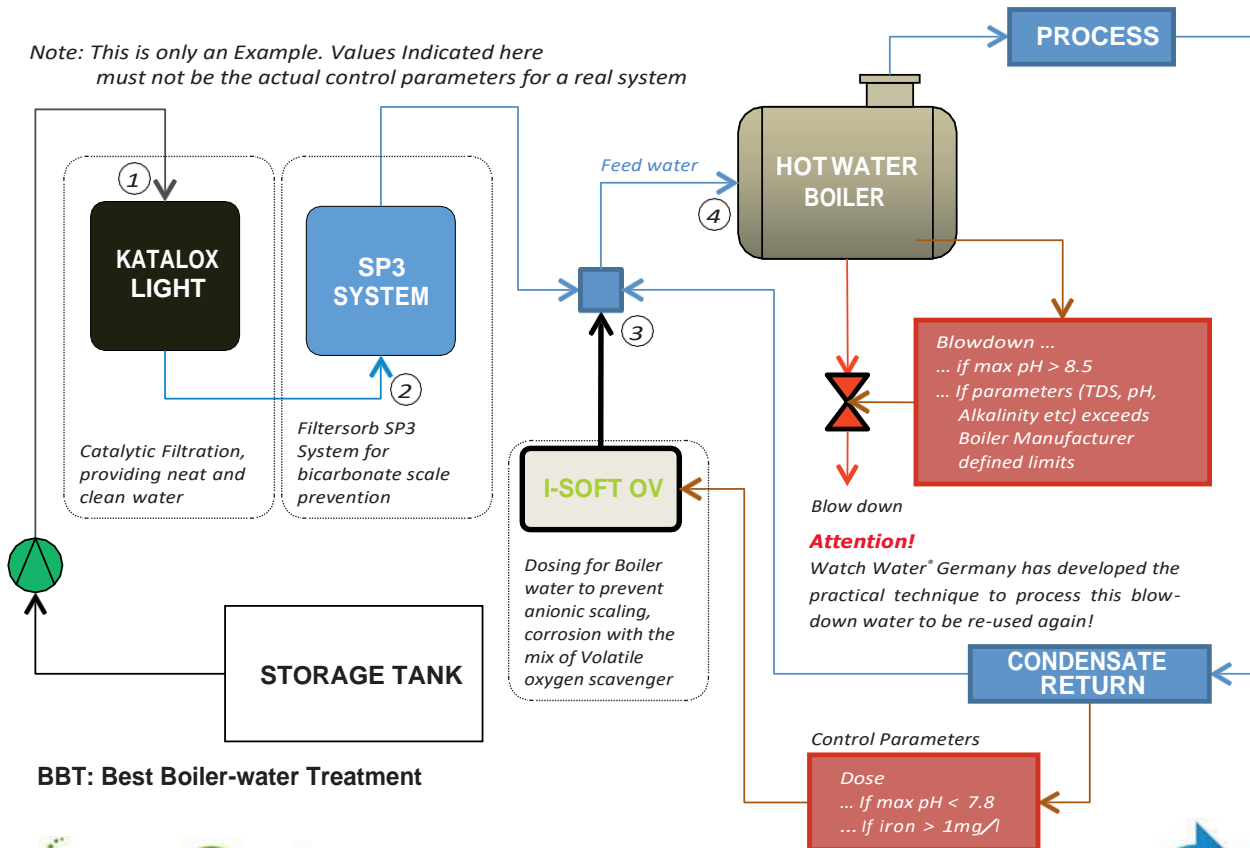 Note: This is only an Example. Values Indicated here
must not be the actual control parameters for a real system
PROCESS
1
KATALOX
LIGHT
SP3
SYSTEM
2
Catalytic Filtration,
providing neat and
clean water
Filtersorb SP3
System for
bicarbonate scale
prevention
Feed water
4
HOT WATER
BOILER
3
Blowdown ...
... if max pH > 8.5
... If parameters (TDS, pH,
Alkalinity etc) exceeds
Boiler Manufacturer
defined limits
I-SOFT OV
Dosing for Boiler
water to prevent
anionic scaling,
corrosion with the
mix of Volatile
oxygen scavenger
Blow down
Attention!
Watch Water® Germany has developed the
practical technique to process this blow-
down water to be re-used again!
STORAGE TANK
CONDENSATE
RETURN
Control Parameters
Dose
... If max pH < 7.8
... If iron > 1mg/l
BBT: Best Boiler-water Treatment